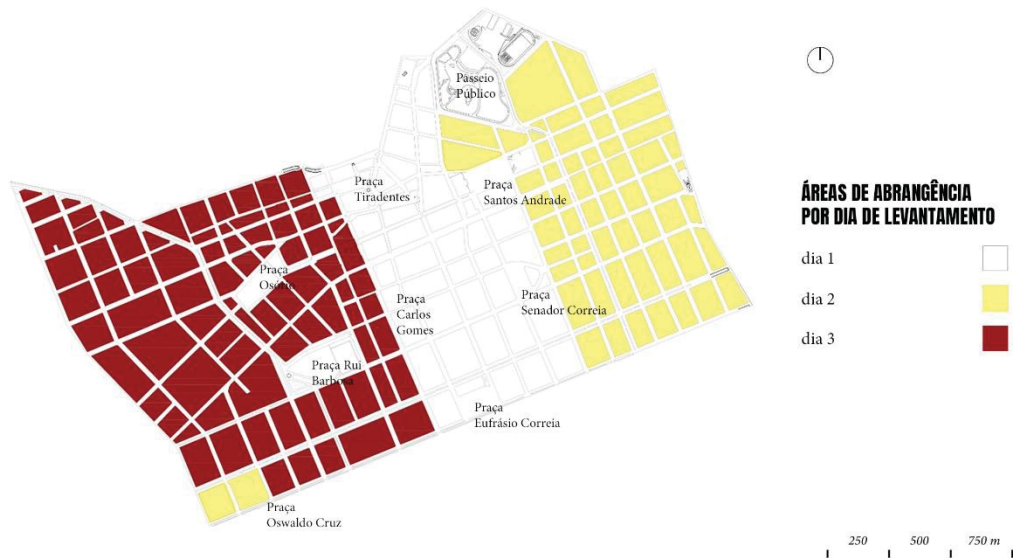 Passeio
Público
Praça
Tiradentes
Praça
Santos Andrade
Praça
Osório
Praça
Carlos
Gomes
Praça
Senador Correia
Praça Rui
Barbosa
Praça
Eufrásio Correia
Praça
Oswaldo Cruz
ÁREAS DE ABRANGÊNCIA
POR DIA DE LEVANTAMENTO
dia 1
dia 2
dia 3
250 500 750 m